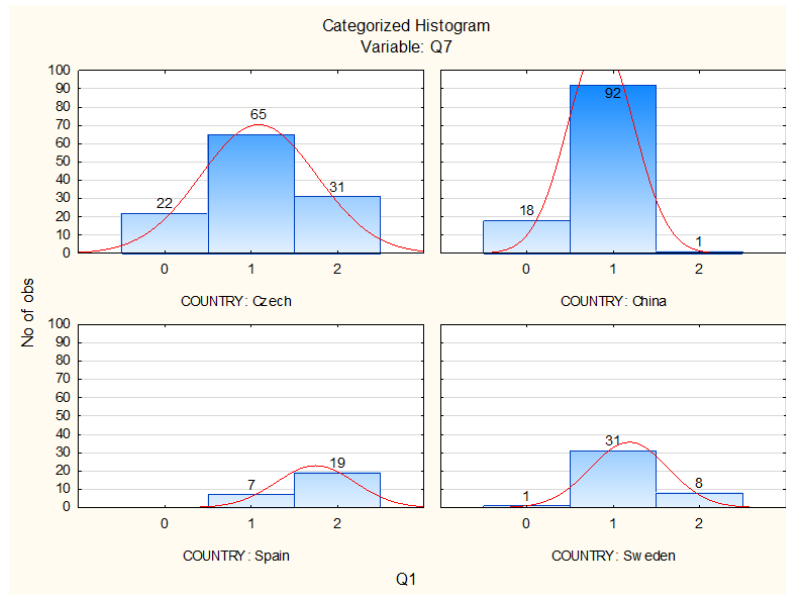 Categorized Histogram
Variable: Q7
100
90
80
70
60
50
40
30
20
10
0
22
65
31
0 1 2
COUNTRY: Czech
18
92
1
0 1 2
COUNTRY: China
No of obs
100
90
80
70
60
50
40
30
20
10
0
7
19
0 1 2
COUNTRY: Spain
1
31
8
0 1 2
COUNTRY: Sweden
Q1